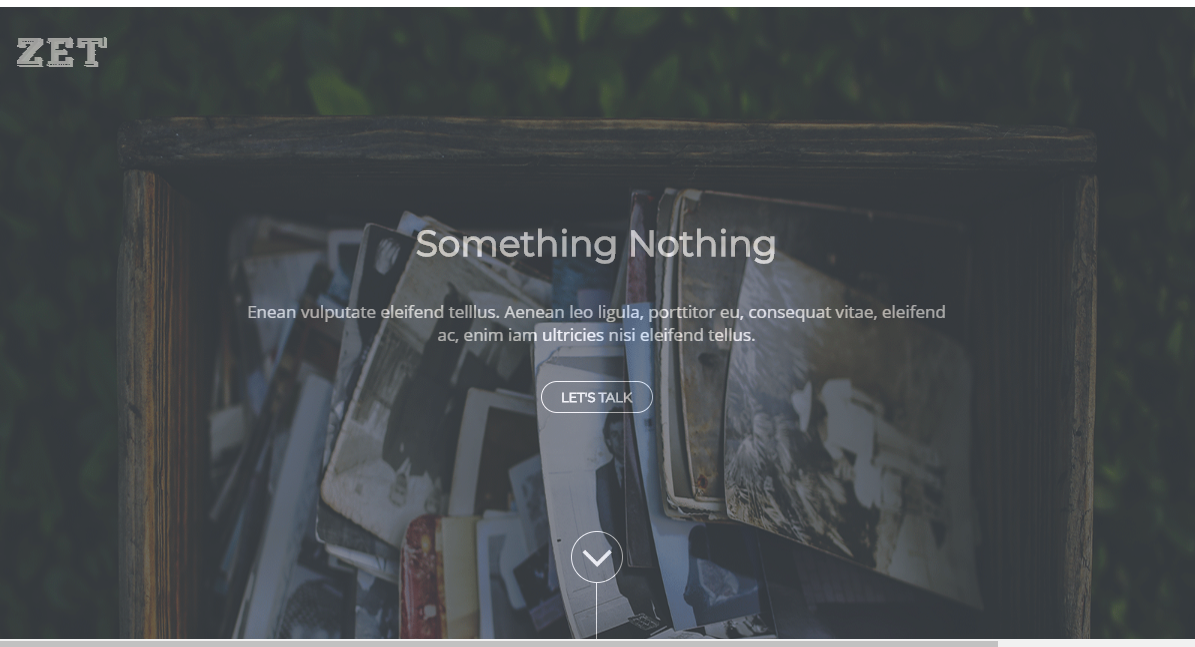 ZET
Something Nothing
Enean vulputate eleifend telllus. Aenean leo ligula, porttitor eu, consequat vitae, eleifend
ac, enim iam ultricies nisi eleifend tellus.
LET'S TALK